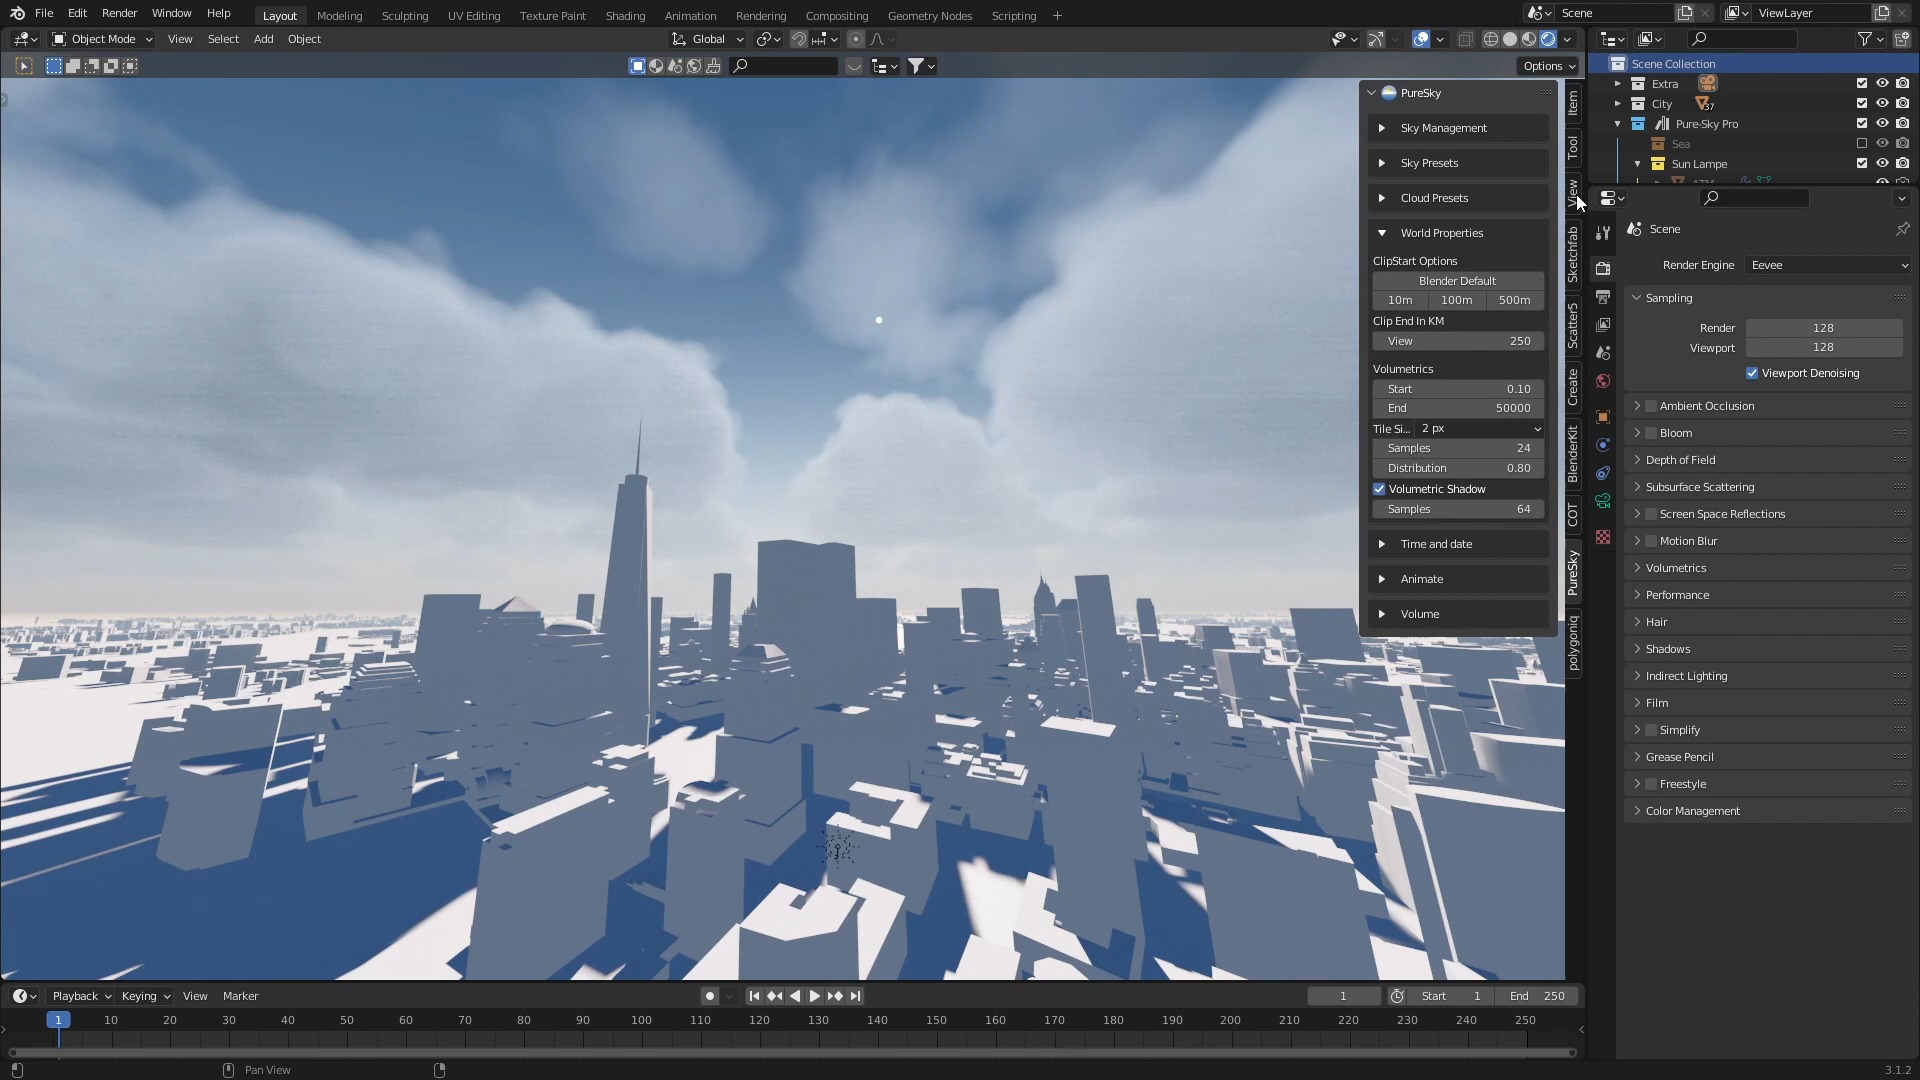 File Edit Render Window Help Layout Modeling Sculpting UV Editing Texture Paint Shading Animation Rendering Compositing Geometry Nodes Scripting + Scene ViewLayer
Object Mode View Select Add Object Global
Options
Scene Collection
Extra
City 37
Pure-Sky Pro
Sea
Sun Lampe
PureSky
Sky Management
Sky Presets
Cloud Presets
World Properties
ClipStart Options
Blender Default
10m 100m 500m
Clip End In KM
View 250
Volumetrics
Start 0.10
End 50000
Tile Si... 2 px
Samples 24
Distribution 0.80
Volumetric Shadow
Samples 64
Time and date
Animate
Volume
Item
Tool
View
Sketchfab
Scatter5
Create
BlenderKit
COT
PureSky
polygoniq
Scene
Render Engine Eevee
Sampling
Render 128
Viewport 128
Viewport Denoising
Ambient Occlusion
Bloom
Depth of Field
Subsurface Scattering
Screen Space Reflections
Motion Blur
Volumetrics
Performance
Hair
Shadows
Indirect Lighting
Film
Simplify
Grease Pencil
Freestyle
Color Management
Playback Keying View Marker 1 Start 1 End 250
1 10 20 30 40 50 60 70 80 90 100 110 120 130 140 150 160 170 180 190 200 210 220 230 240 250
Pan View 3.1.2